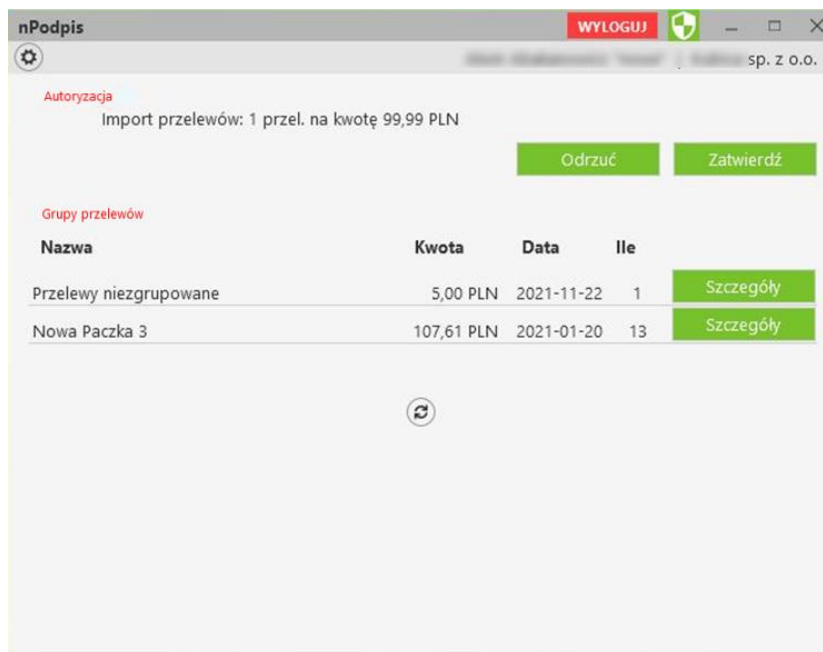 nPodpis WYLOGUJ
sp. z o.o.
Autoryzacja
Import przelewów: 1 przel. na kwotę 99,99 PLN
Odrzuć Zatwierdź
Grupy przelewów
Nazwa Kwota Data Ile
Przelewy niezgrupowane 5,00 PLN 2021-11-22 1 Szczegóły
Nowa Paczka 3 107,61 PLN 2021-01-20 13 Szczegóły